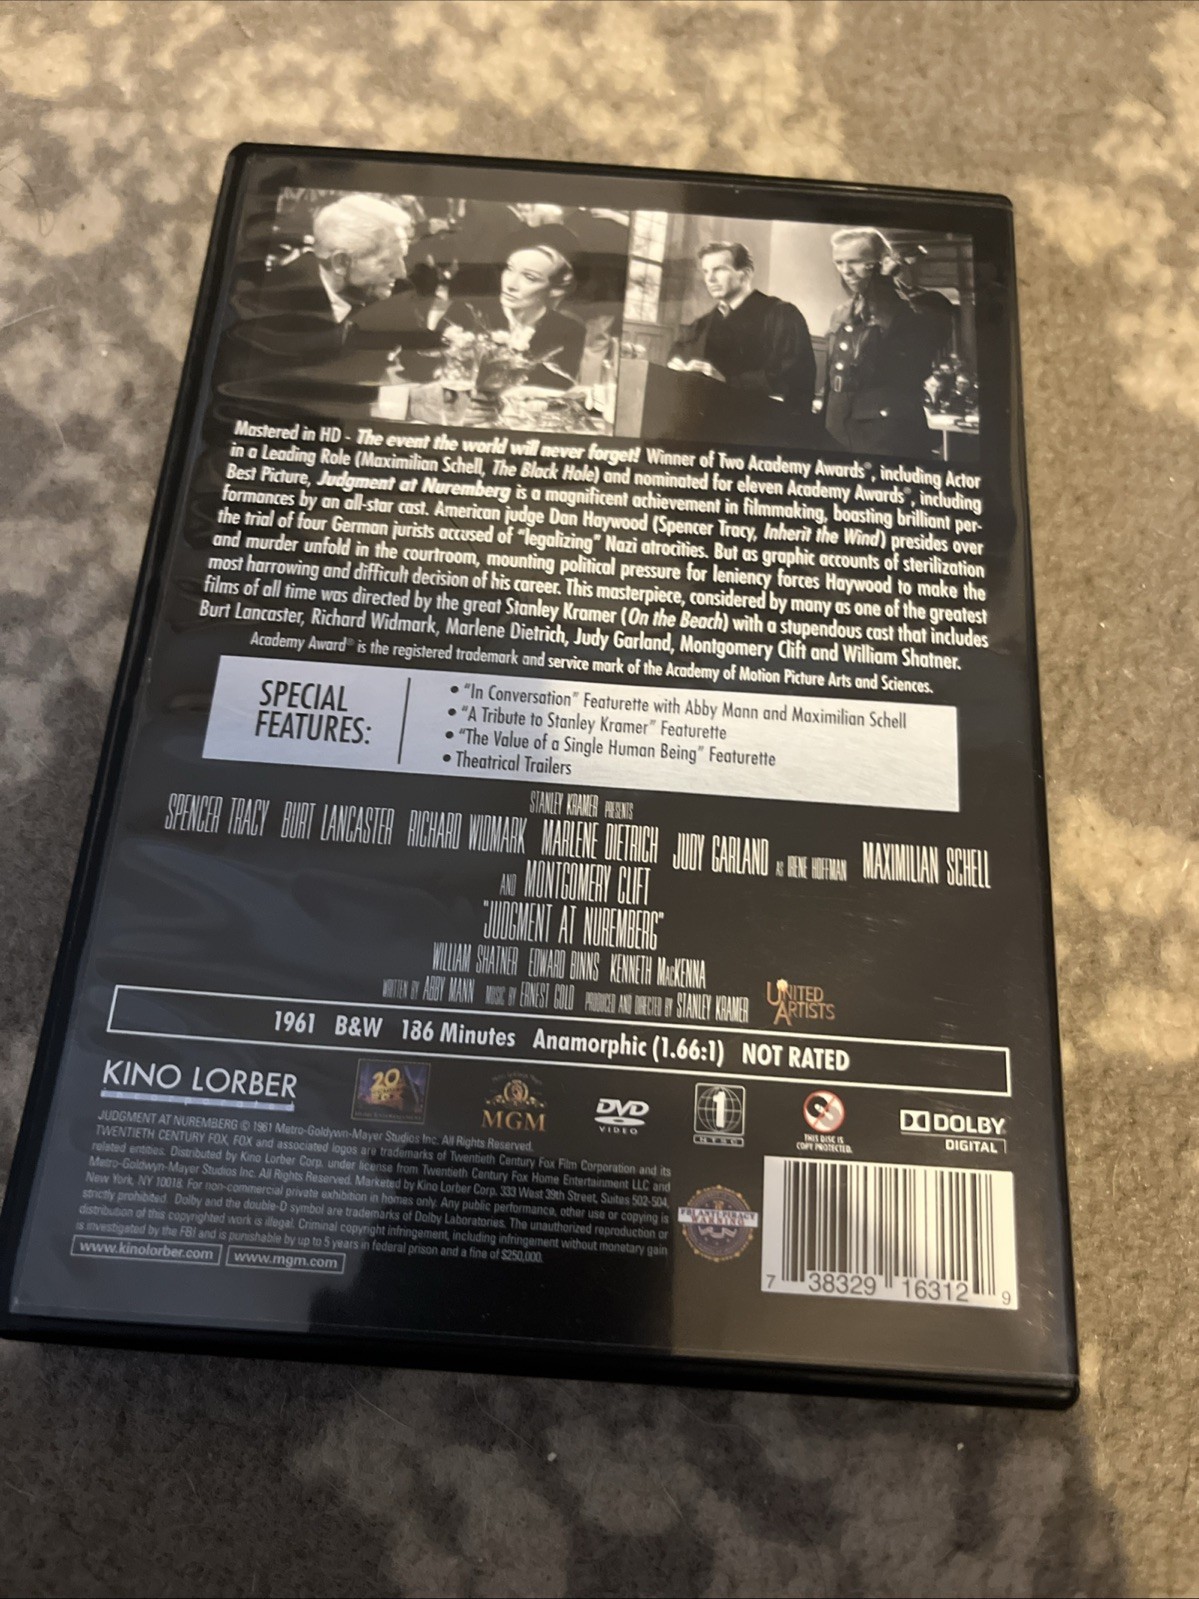 Mastered in HD - The event the world will never forget! Winner of Two Academy Awards®, including Actor
in a Leading Role (Maximilian Schell, The Black Hole) and nominated for eleven Academy Awards®, including
Best Picture, Judgment at Nuremberg is a magnificent achievement in filmmaking, boasting brilliant per-
formances by an all-star cast. American judge Dan Haywood (Spencer Tracy, Inherit the Wind) presides over
the trial of four German jurists accused of "legalizing" Nazi atrocities. But as graphic accounts of sterilization
and murder unfold in the courtroom, mounting political pressure for leniency forces Haywood to make the
most harrowing and difficult decision of his career. This masterpiece, considered by many as one of the greatest
films of all time was directed by the great Stanley Kramer (On the Beach) with a stupendous cast that includes
Burt Lancaster, Richard Widmark, Marlene Dietrich, Judy Garland, Montgomery Clift and William Shatner.
Academy Award® is the registered trademark and service mark of the Academy of Motion Picture Arts and Sciences.
SPECIAL
FEATURES:
• "In Conversation" Featurette with Abby Mann and Maximilian Schell
• "A Tribute to Stanley Kramer" Featurette
• "The Value of a Single Human Being" Featurette
• Theatrical Trailers
STANLEY KRAMER PRESENTS
SPENCER TRACY BURT LANCASTER RICHARD WIDMARK MARLENE DIETRICH JUDY GARLAND AS IRENE HOFFMAN MAXIMILIAN SCHELL
AND MONTGOMERY CLIFT
"JUDGMENT AT NUREMBERG"
WILLIAM SHATNER EDWARD BINNS KENNETH MacKENNA
WRITTEN BY ABBY MANN MUSIC BY ERNEST GOLD PRODUCED AND DIRECTED BY STANLEY KRAMER
UNITED
ARTISTS
1961 B&W 186 Minutes Anamorphic (1.66:1) NOT RATED
KINO LORBER
incorporated
20
MGM
DVD
VIDEO
1
NTSC
THIS DISC IS
COPY PROTECTED.
DOLBY
DIGITAL
JUDGMENT AT NUREMBERG © 1961 Metro-Goldwyn-Mayer Studios Inc. All Rights Reserved.
TWENTIETH CENTURY FOX, FOX and associated logos are trademarks of Twentieth Century Fox Film Corporation and its
related entities. Distributed by Kino Lorber Corp. under license from Twentieth Century Fox Home Entertainment LLC and
Metro-Goldwyn-Mayer Studios Inc. All Rights Reserved. Marketed by Kino Lorber Corp. 333 West 39th Street, Suites 502-504,
New York, NY 10018. For non-commercial private exhibition in homes only. Any public performance, other use or copying is
strictly prohibited. Dolby and the double-D symbol are trademarks of Dolby Laboratories. The unauthorized reproduction or
distribution of this copyrighted work is illegal. Criminal copyright infringement, including infringement without monetary gain
is investigated by the FBI and is punishable by up to 5 years in federal prison and a fine of $250,000.
www.kinolorber.com www.mgm.com
FBI ANTI-PIRACY
WARNING
7 38329 16312 9